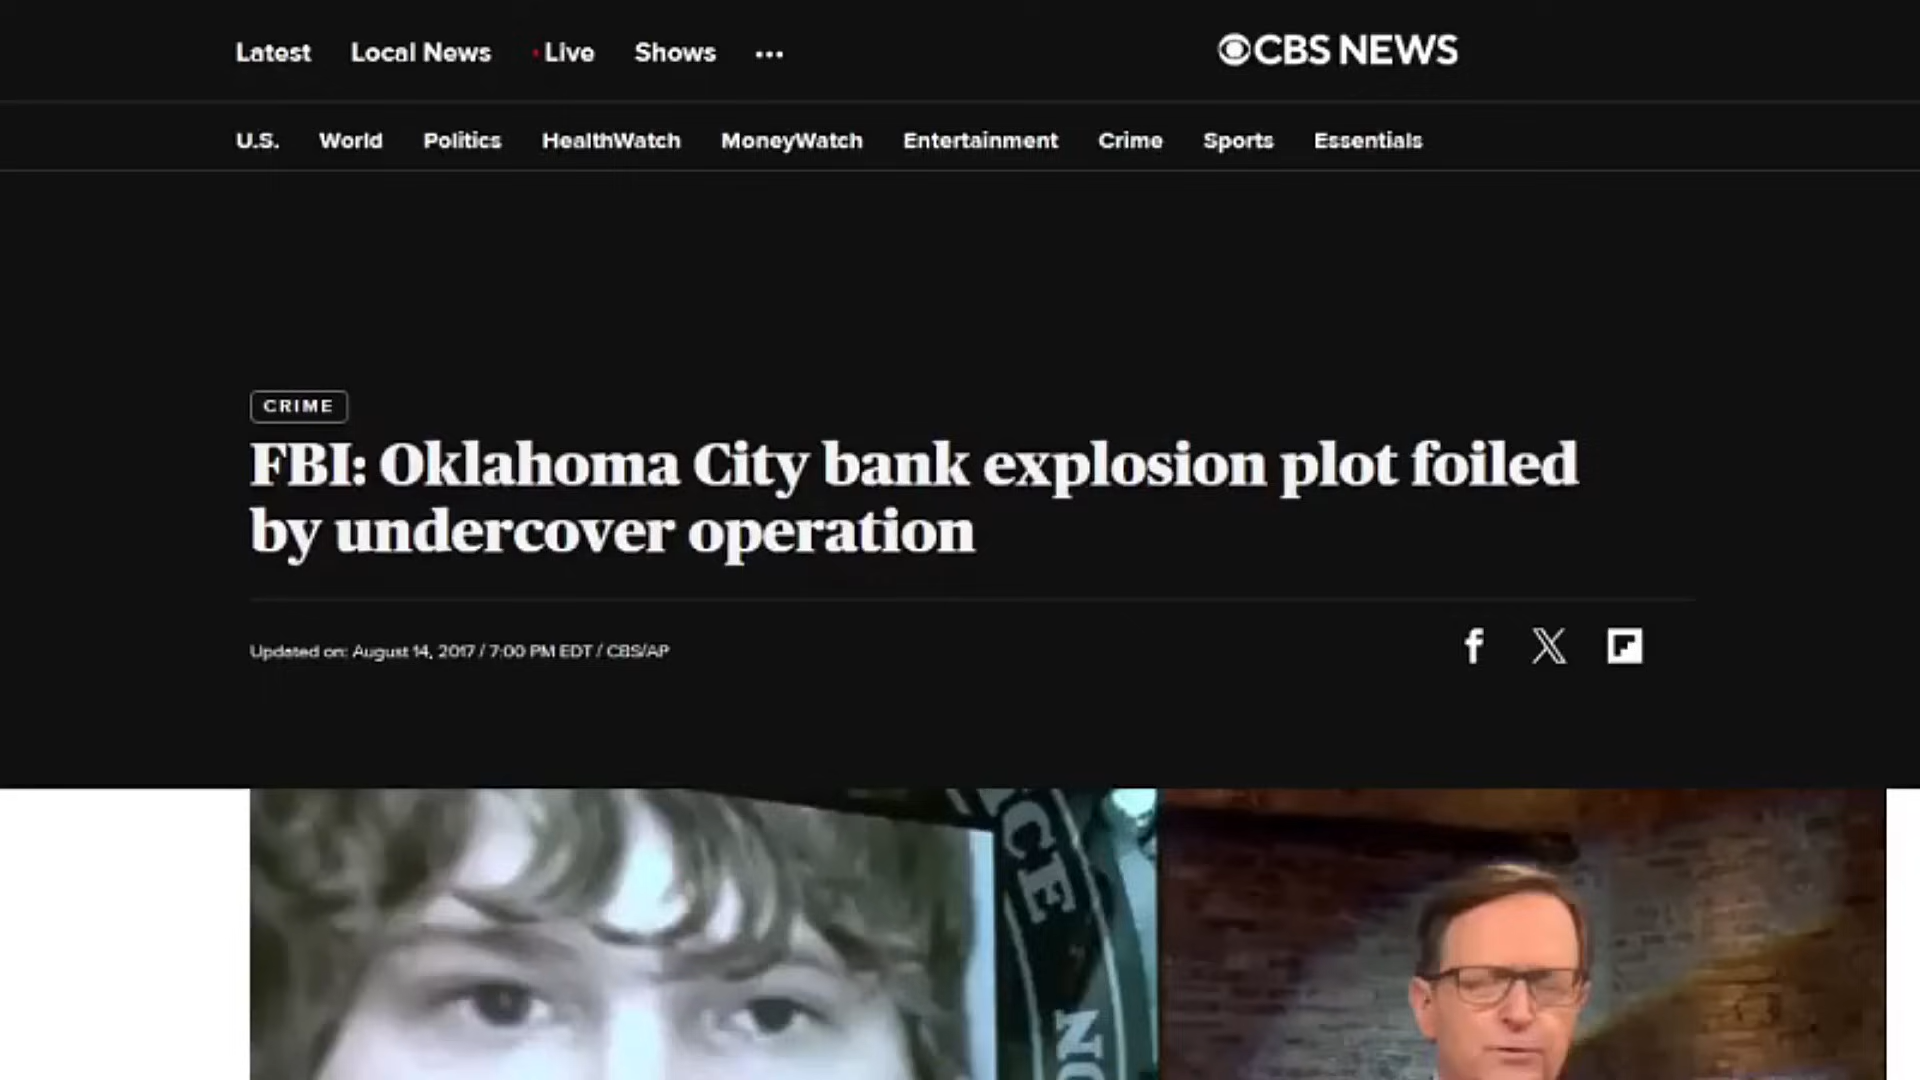 Latest Local News Live Shows ...
CBS NEWS
U.S. World Politics HealthWatch MoneyWatch Entertainment Crime Sports Essentials
CRIME
FBI: Oklahoma City bank explosion plot foiled
by undercover operation
Updated on: August 14, 2017 / 7:00 PM EDT / CBS/AP